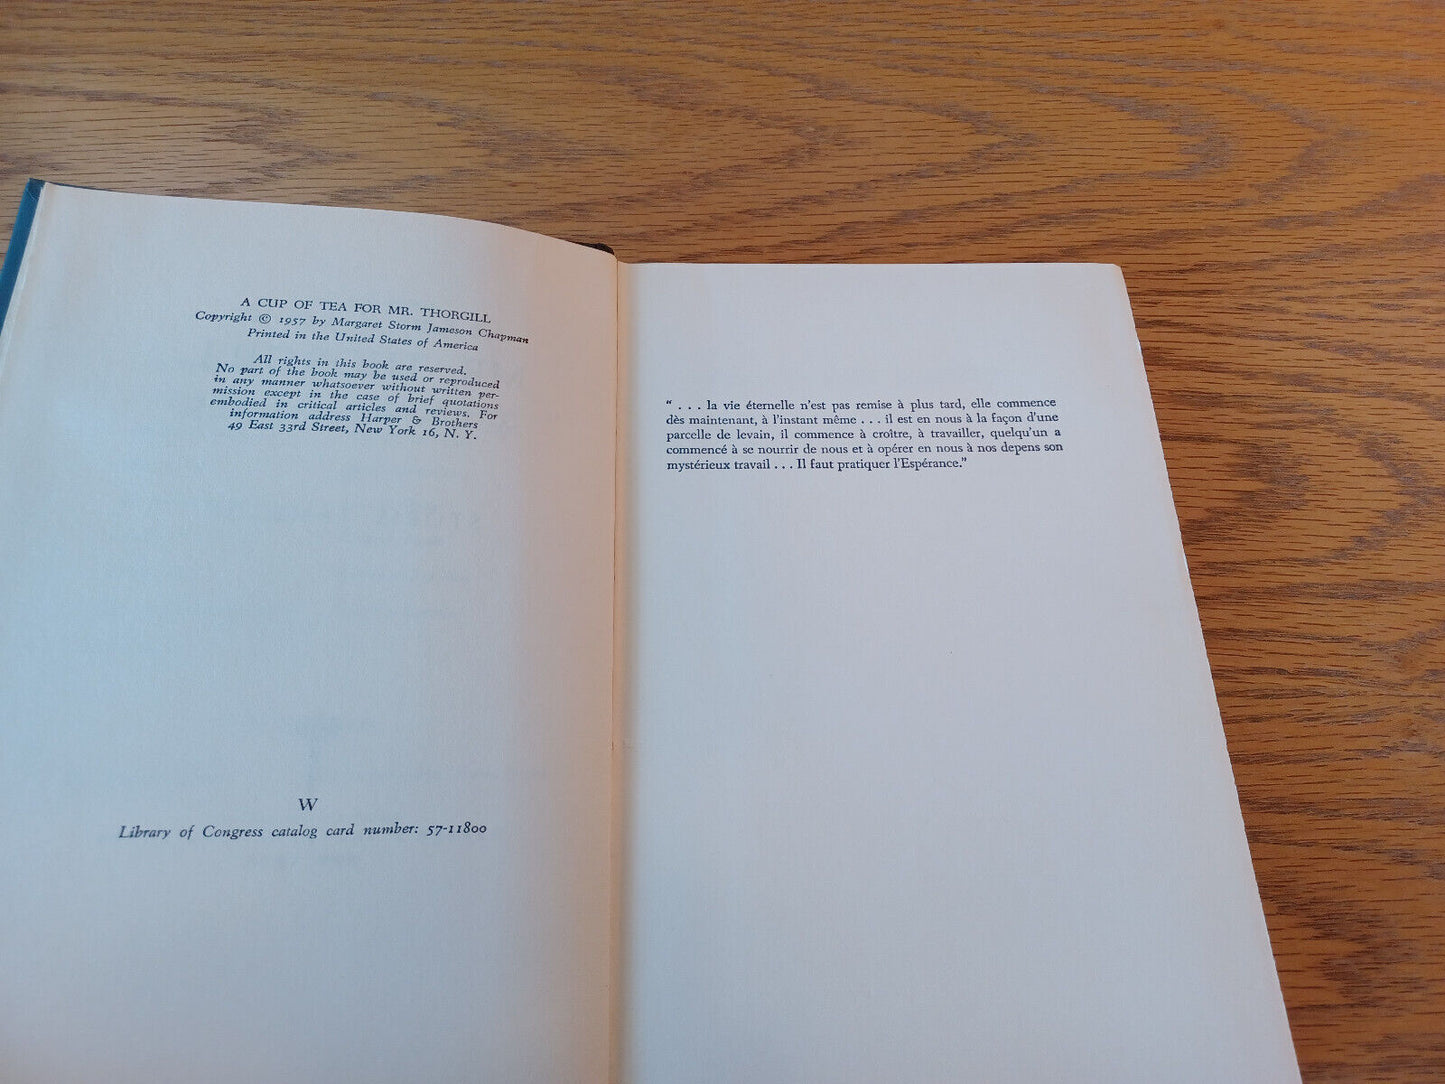 A CUP OF TEA FOR MR. THORGILL
Copyright © 1957 by Margaret Storm Jameson Chapman
Printed in the United States of America
All rights in this book are reserved.
No part of the book may be used or reproduced
in any manner whatsoever without written per-
mission except in the case of brief quotations
embodied in critical articles and reviews. For
information address Harper & Brothers
49 East 33rd Street, New York 16, N. Y.
W
Library of Congress catalog card number: 57-11800
“ . . . la vie éternelle n’est pas remise à plus tard, elle commence
dès maintenant, à l’instant même . . . il est en nous à la façon d’une
parcelle de levain, il commence à croître, à travailler, quelqu’un a
commencé à se nourrir de nous et à opérer en nous à nos depens son
mystérieux travail . . . Il faut pratiquer l’Espérance.”